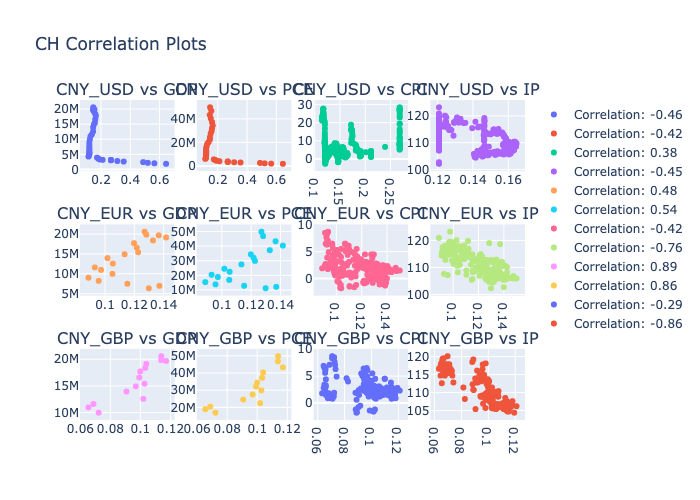 CH Correlation Plots
CNY_USD vs GDP
CNY_USD vs PCE
CNY_USD vs CPI
CNY_USD vs IP
20M
15M
10M
5M
0
0.2
0.4
0.6
40M
20M
0
0.2
0.4
0.6
30
20
10
0
0.1
0.15
0.2
0.25
120
110
100
0.12
0.14
0.16
CNY_EUR vs GDP
CNY_EUR vs PCE
CNY_EUR vs CPI
CNY_EUR vs IP
20M
15M
10M
5M
0.1
0.12
0.14
50M
40M
30M
20M
10M
0.1
0.12
0.14
10
5
0
0.1
0.12
0.14
120
110
100
0.1
0.12
0.14
CNY_GBP vs GDP
CNY_GBP vs PCE
CNY_GBP vs CPI
CNY_GBP vs IP
20M
15M
10M
0.06
0.08
0.1
0.12
50M
40M
30M
20M
0.06
0.08
0.1
0.12
10
5
0
0.06
0.08
0.1
0.12
120
115
110
105
0.06
0.08
0.1
0.12
Correlation: -0.46
Correlation: -0.42
Correlation: 0.38
Correlation: -0.45
Correlation: 0.48
Correlation: 0.54
Correlation: -0.42
Correlation: -0.76
Correlation: 0.89
Correlation: 0.86
Correlation: -0.29
Correlation: -0.86